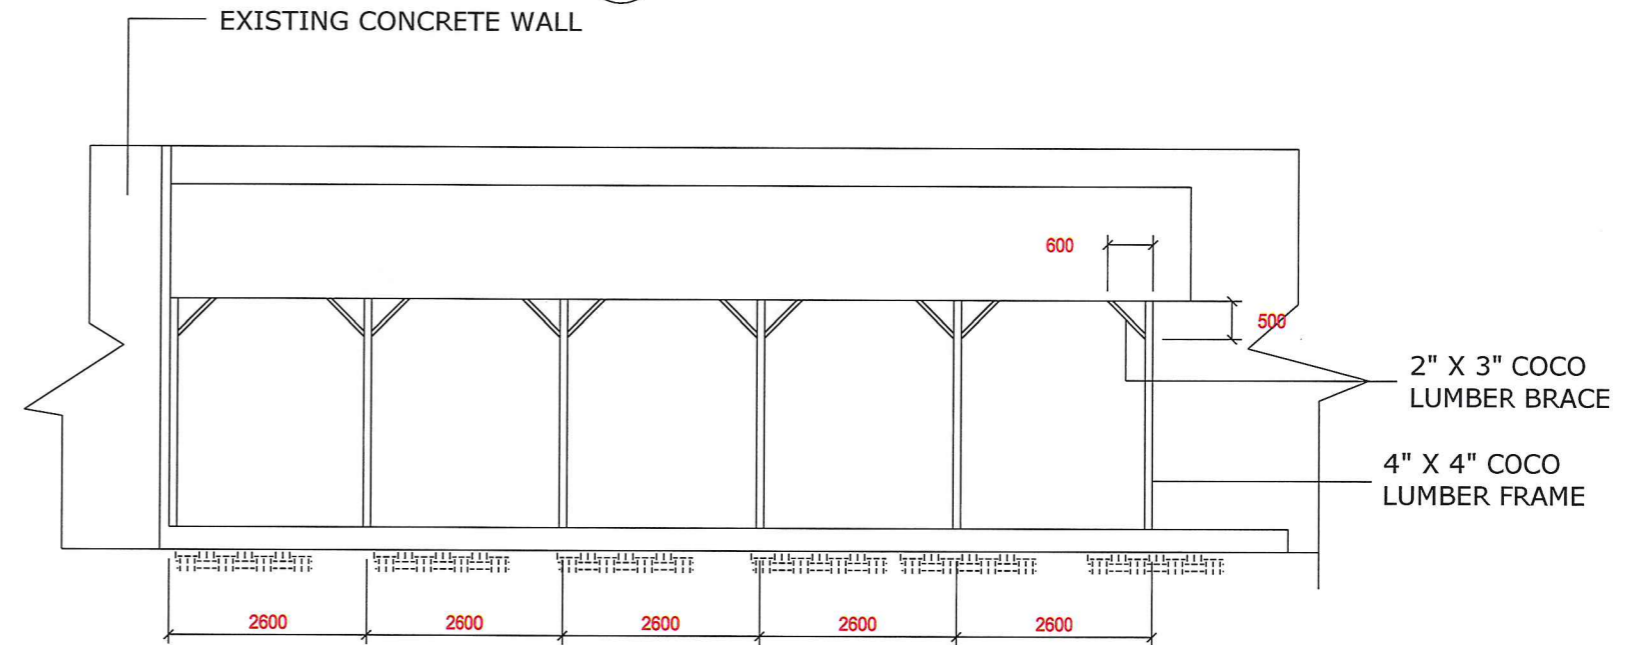 EXISTING CONCRETE WALL
600
500
2" X 3" COCO
LUMBER BRACE
4" X 4" COCO
LUMBER FRAME
2600
2600
2600
2600
2600